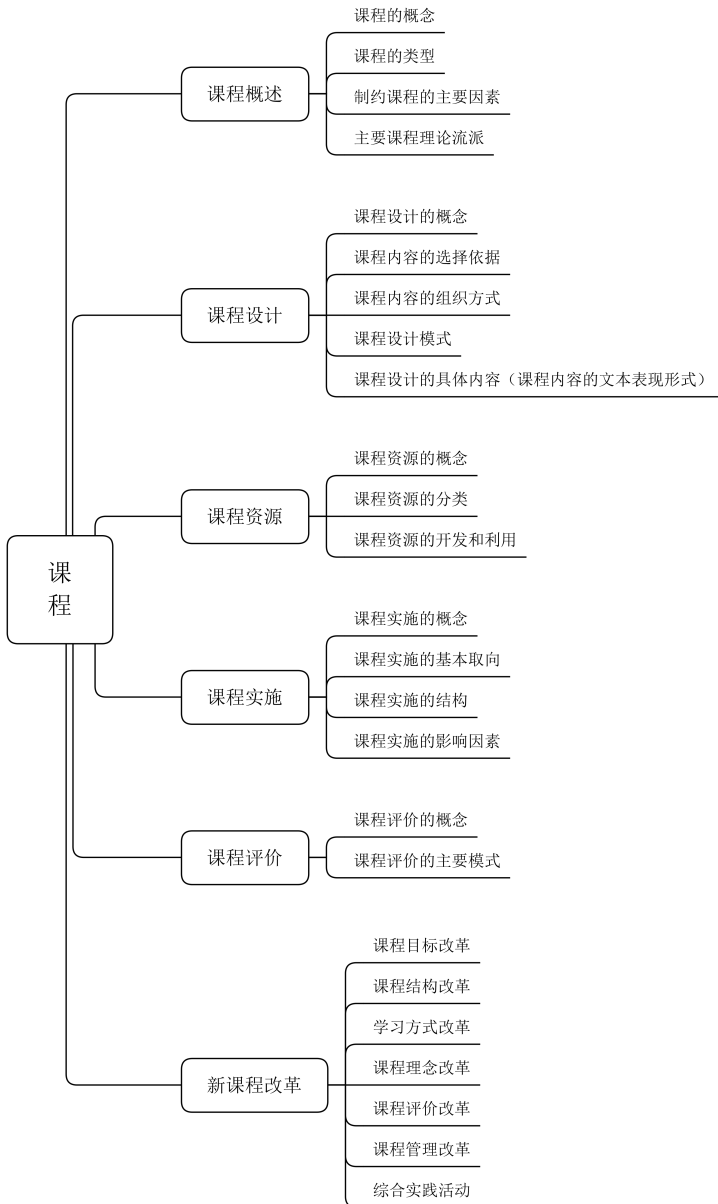 课程
课程概述
课程的概念
课程的类型
制约课程的主要因素
主要课程理论流派
课程设计
课程设计的概念
课程内容的选择依据
课程内容的组织方式
课程设计模式
课程设计的具体内容（课程内容的文本表现形式）
课程资源
课程资源的概念
课程资源的分类
课程资源的开发和利用
课程实施
课程实施的概念
课程实施的基本取向
课程实施的结构
课程实施的影响因素
课程评价
课程评价的概念
课程评价的主要模式
新课程改革
课程目标改革
课程结构改革
学习方式改革
课程理念改革
课程评价改革
课程管理改革
综合实践活动